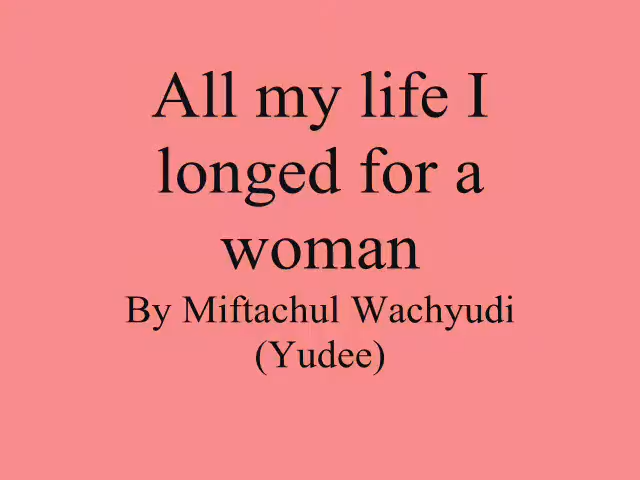 All my life I
longed for a
woman
By Miftachul Wachyudi
(Yudee)